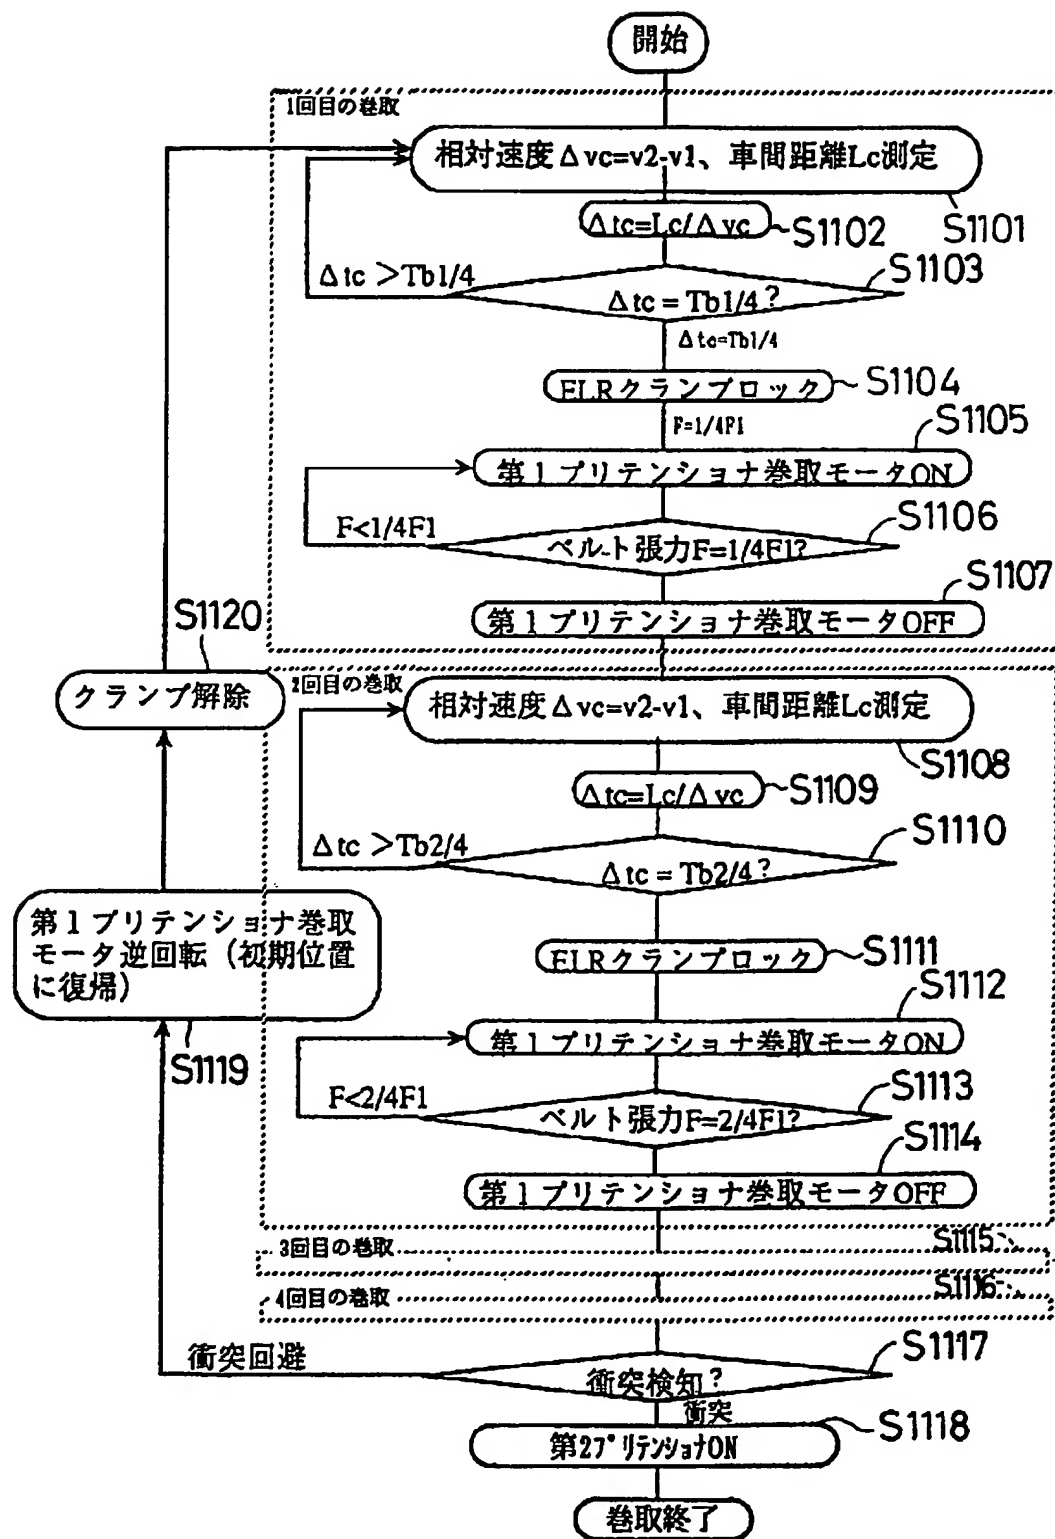 開始
1回目の巻取
相対速度Δvc=v2-v1、車間距離Lc測定
S1101
Δtc=Lc/Δvc
S1102
S1103
Δtc＞Tb1/4
Δtc = Tb1/4？
Δtc=Tb1/4
ELRクランプロック
S1104
F=1/4F1
S1105
第１プリテンショナ巻取モータON
F<1/4F1
S1106
ベルト張力F=1/4F1?
S1107
第１プリテンショナ巻取モータOFF
S1120
クランプ解除
2回目の巻取
相対速度Δvc=v2-v1、車間距離Lc測定
S1108
Δtc=Lc/Δvc
S1109
Δtc＞Tb2/4
S1110
Δtc = Tb2/4？
第１プリテンショナ巻取
モータ逆回転（初期位置
に復帰）
S1119
ELRクランプロック
S1111
S1112
第１プリテンショナ巻取モータON
F<2/4F1
S1113
ベルト張力F=2/4F1?
S1114
第１プリテンショナ巻取モータOFF
3回目の巻取
S1115
4回目の巻取
S1116
衝突回避
S1117
衝突検知？
衝突
S1118
第2ﾌﾟﾘﾃﾝｼｮﾅON
巻取終了